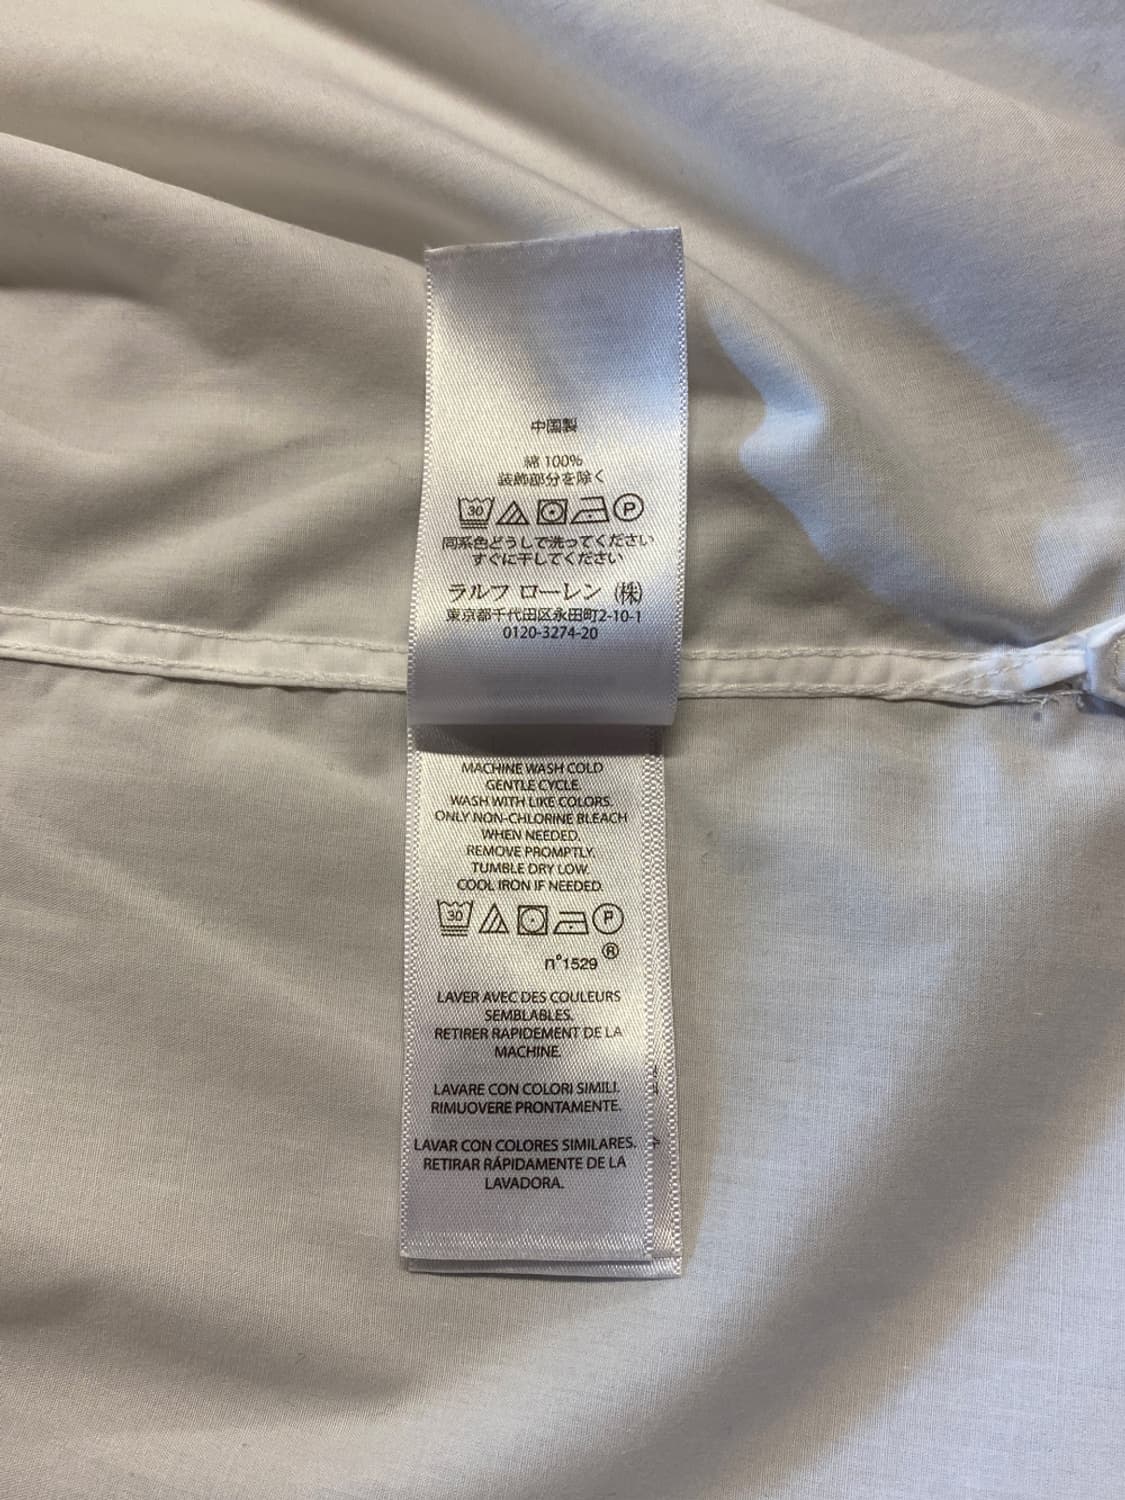 中国製
綿 100%
装飾部分を除く
30 P
同系色どうしで洗ってください
すぐに干してください
ラルフ ローレン (株)
東京都千代田区永田町2-10-1
0120-3274-20
MACHINE WASH COLD
GENTLE CYCLE.
WASH WITH LIKE COLORS.
ONLY NON-CHLORINE BLEACH
WHEN NEEDED.
REMOVE PROMPTLY.
TUMBLE DRY LOW.
COOL IRON IF NEEDED.
30 P
n°1529 ®
LAVER AVEC DES COULEURS
SEMBLABLES.
RETIRER RAPIDEMENT DE LA
MACHINE.
LAVARE CON COLORI SIMILI.
RIMUOVERE PRONTAMENTE.
LAVAR CON COLORES SIMILARES.
RETIRAR RÁPIDAMENTE DE LA
LAVADORA.